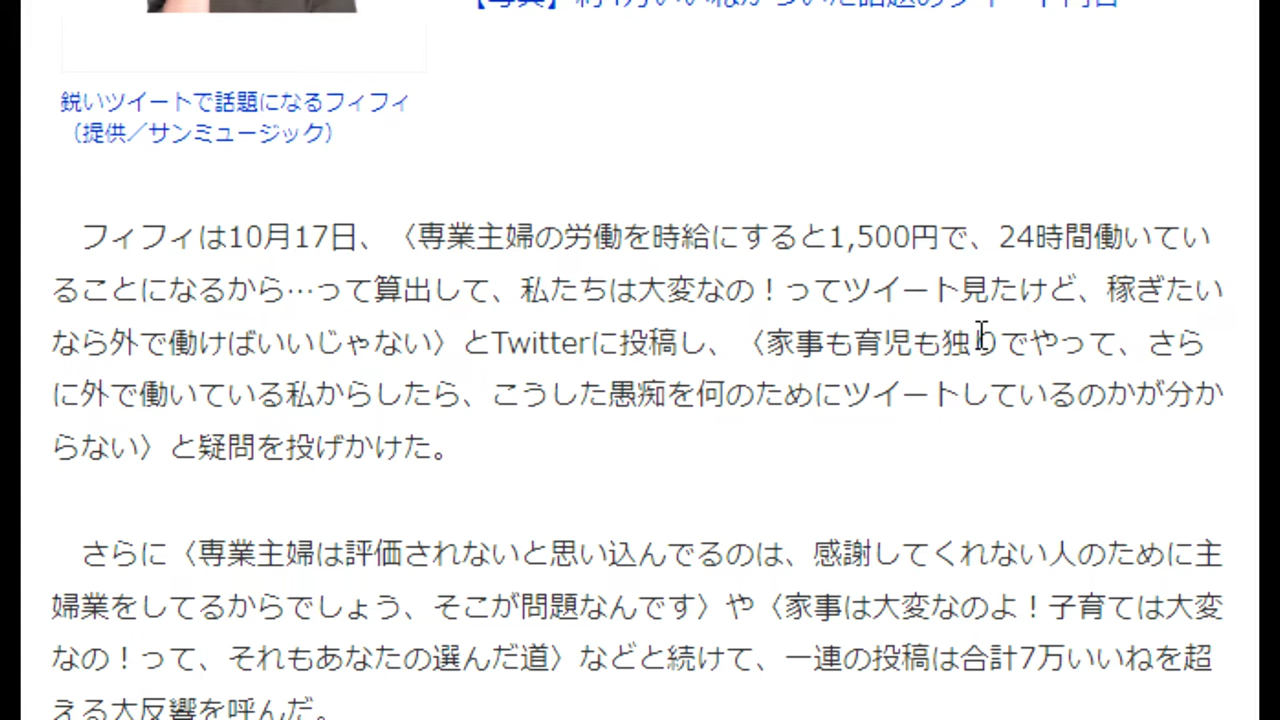 鋭いツイートで話題になるフィフィ
（提供／サンミュージック）
フィフィは10月17日、〈専業主婦の労働を時給にすると1,500円で、24時間働いてい
ることになるから…って算出して、私たちは大変なの！ってツイート見たけど、稼ぎたい
なら外で働けばいいじゃない〉とTwitterに投稿し、〈家事も育児も独りでやって、さら
に外で働いている私からしたら、こうした愚痴を何のためにツイートしているのかが分か
らない〉と疑問を投げかけた。
さらに〈専業主婦は評価されないと思い込んでるのは、感謝してくれない人のために主
婦業をしてるからでしょう、そこが問題なんです〉や〈家事は大変なのよ！子育ては大変
なの！って、それもあなたの選んだ道〉などと続けて、一連の投稿は合計7万いいねを超
える大反響を呼んだ。